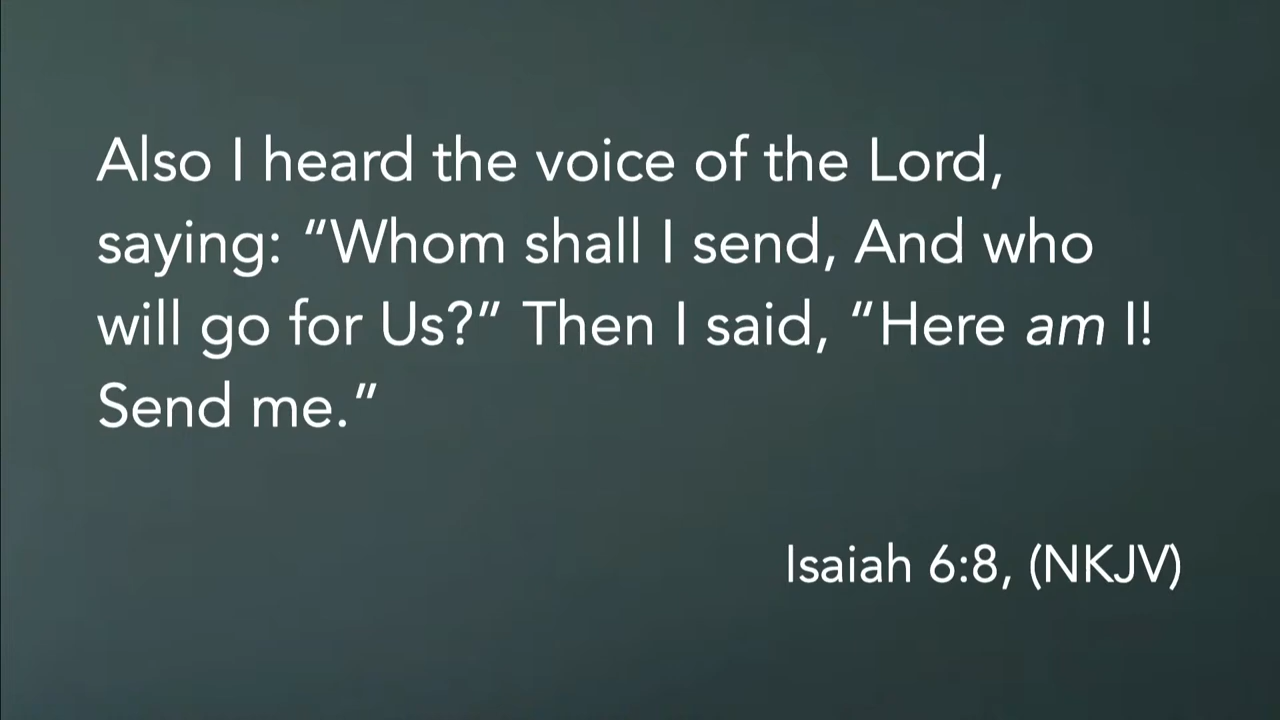 Also I heard the voice of the Lord,
saying: “Whom shall I send, And who
will go for Us?” Then I said, “Here am I!
Send me.”
Isaiah 6:8, (NKJV)